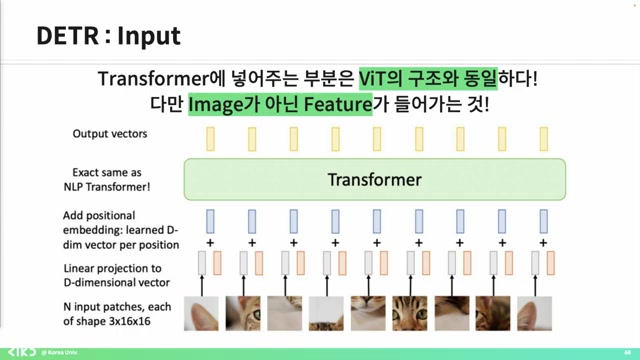 DETR : Input
Transformer에 넣어주는 부분은 ViT의 구조와 동일하다!
다만 Image가 아닌 Feature가 들어가는 것!
Output vectors
Exact same as
NLP Transformer!
Transformer
Add positional
embedding: learned D-
dim vector per position
+ + + + + + + + +
Linear projection to
D-dimensional vector
N input patches, each
of shape 3x16x16
@ Korea Univ.